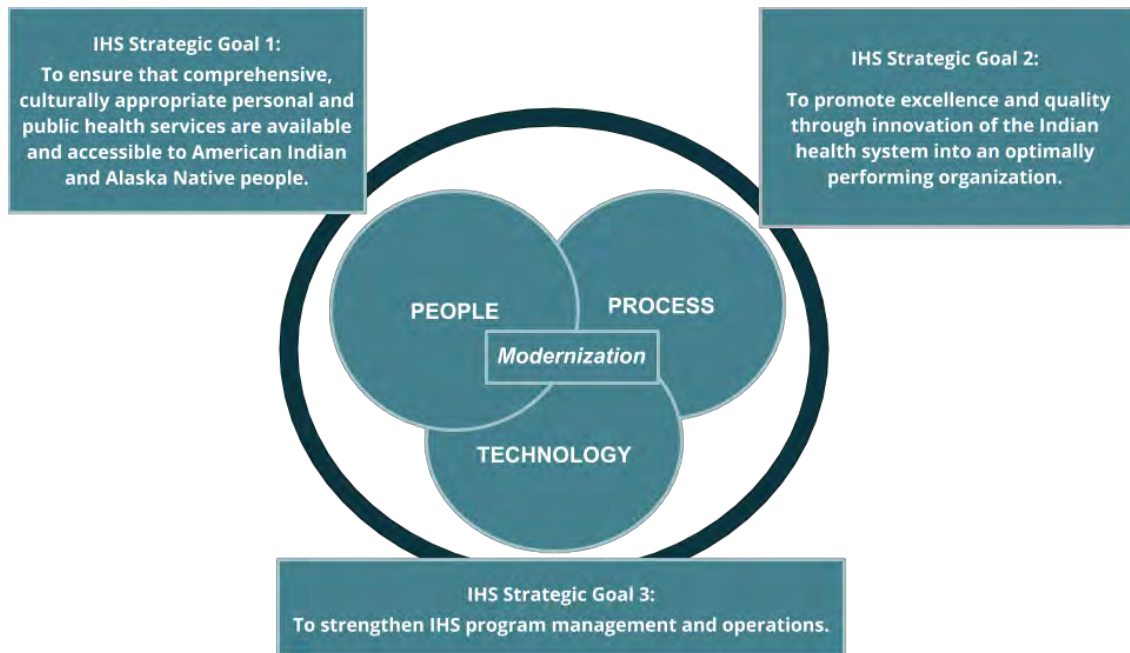 IHS Strategic Goal 1:
To ensure that comprehensive,
culturally appropriate personal and
public health services are available
and accessible to American Indian
and Alaska Native people.
IHS Strategic Goal 2:
To promote excellence and quality
through innovation of the Indian
health system into an optimally
performing organization.
PEOPLE
PROCESS
Modernization
TECHNOLOGY
IHS Strategic Goal 3:
To strengthen IHS program management and operations.